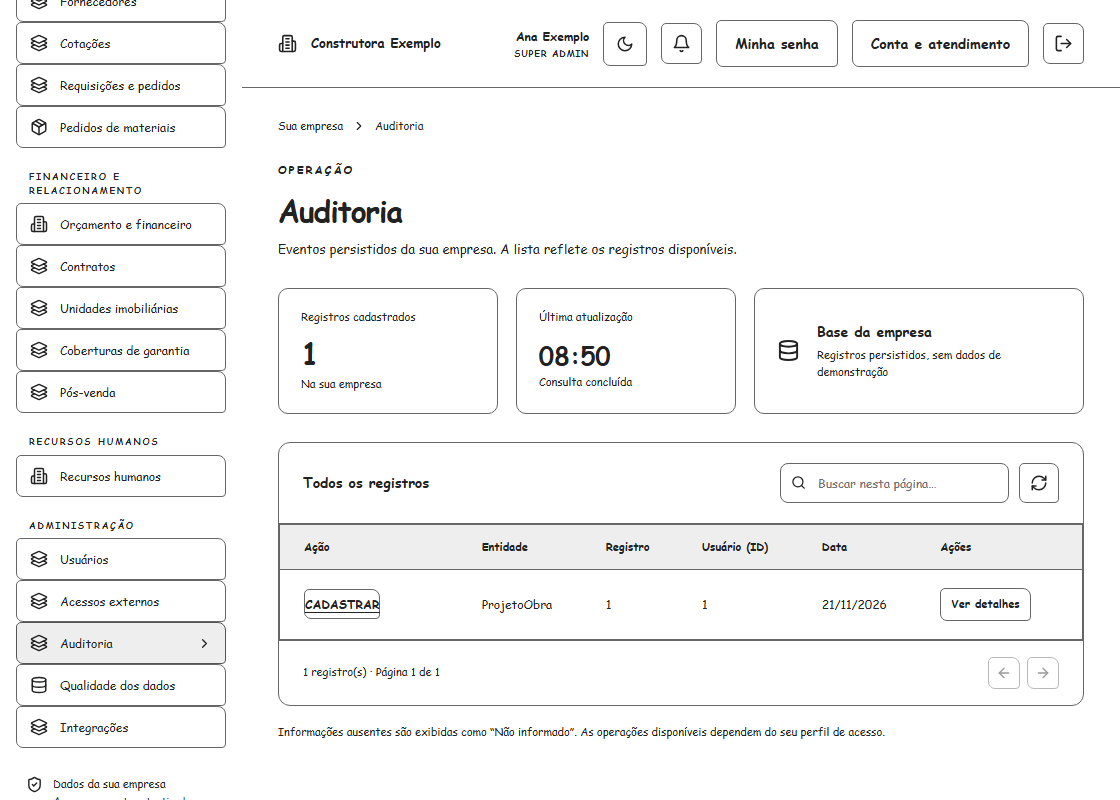 Fornecedores
Cotações
Requisições e pedidos
Pedidos de materiais
FINANCEIRO E
RELACIONAMENTO
Orçamento e financeiro
Contratos
Unidades imobiliárias
Coberturas de garantia
Pós-venda
RECURSOS HUMANOS
Recursos humanos
ADMINISTRAÇÃO
Usuários
Acessos externos
Auditoria
Qualidade dos dados
Integrações
Dados da sua empresa
Construtora Exemplo
Ana Exemplo
SUPER ADMIN
Minha senha
Conta e atendimento
Sua empresa
Auditoria
OPERAÇÃO
Auditoria
Eventos persistidos da sua empresa. A lista reflete os registros disponíveis.
Registros cadastrados
1
Na sua empresa
Última atualização
08:50
Consulta concluída
Base da empresa
Registros persistidos, sem dados de
demonstração
Todos os registros
Buscar nesta página...
Ação Entidade Registro Usuário (ID) Data Ações
CADASTRAR ProjetoObra 1 1 21/11/2026 Ver detalhes
1 registro(s) · Página 1 de 1
Informações ausentes são exibidas como “Não informado”. As operações disponíveis dependem do seu perfil de acesso.